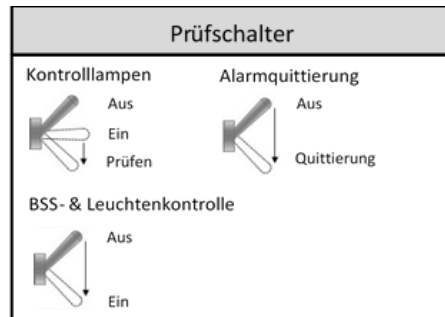 Prüfschalter
Kontrolllampen
Aus
Ein
Prüfen
Alarmquittierung
Aus
Quittierung
BSS- & Leuchtenkontrolle
Aus
Ein